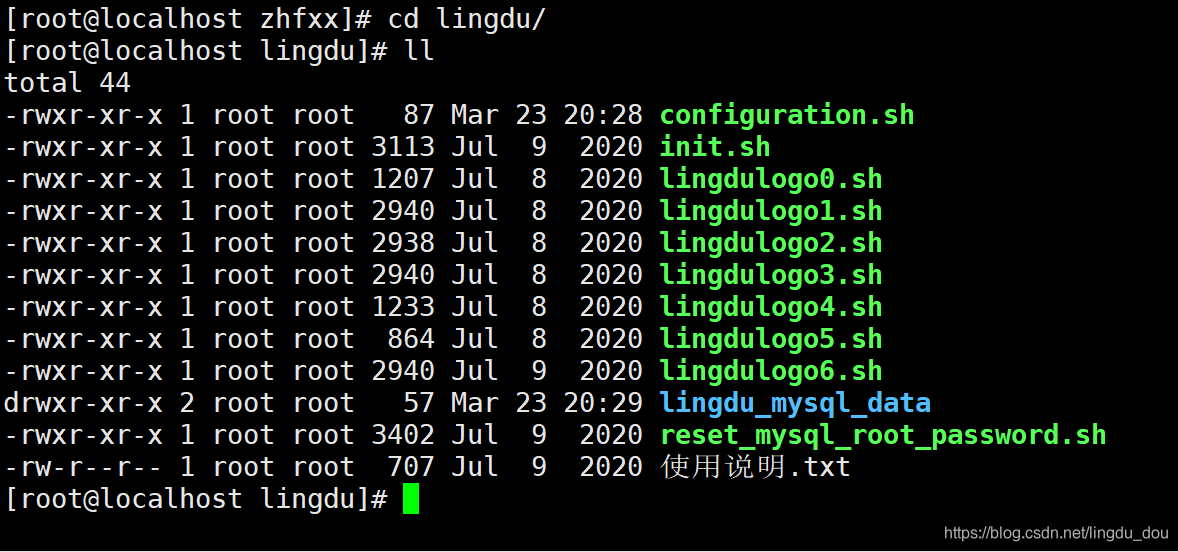 [root@localhost zhfxx]# cd lingdu/
[root@localhost lingdu]# ll
total 44
-rwxr-xr-x 1 root root   87 Mar 23 20:28 configuration.sh
-rwxr-xr-x 1 root root 3113 Jul  9  2020 init.sh
-rwxr-xr-x 1 root root 1207 Jul  8  2020 lingdulogo0.sh
-rwxr-xr-x 1 root root 2940 Jul  8  2020 lingdulogo1.sh
-rwxr-xr-x 1 root root 2938 Jul  8  2020 lingdulogo2.sh
-rwxr-xr-x 1 root root 2940 Jul  8  2020 lingdulogo3.sh
-rwxr-xr-x 1 root root 1233 Jul  8  2020 lingdulogo4.sh
-rwxr-xr-x 1 root root  864 Jul  8  2020 lingdulogo5.sh
-rwxr-xr-x 1 root root 2940 Jul  9  2020 lingdulogo6.sh
drwxr-xr-x 2 root root   57 Mar 23 20:29 lingdu_mysql_data
-rwxr-xr-x 1 root root 3402 Jul  9  2020 reset_mysql_root_password.sh
-rw-r--r-- 1 root root  707 Jul  9  2020 使用说明.txt
[root@localhost lingdu]#
https://blog.csdn.net/lingdu_dou